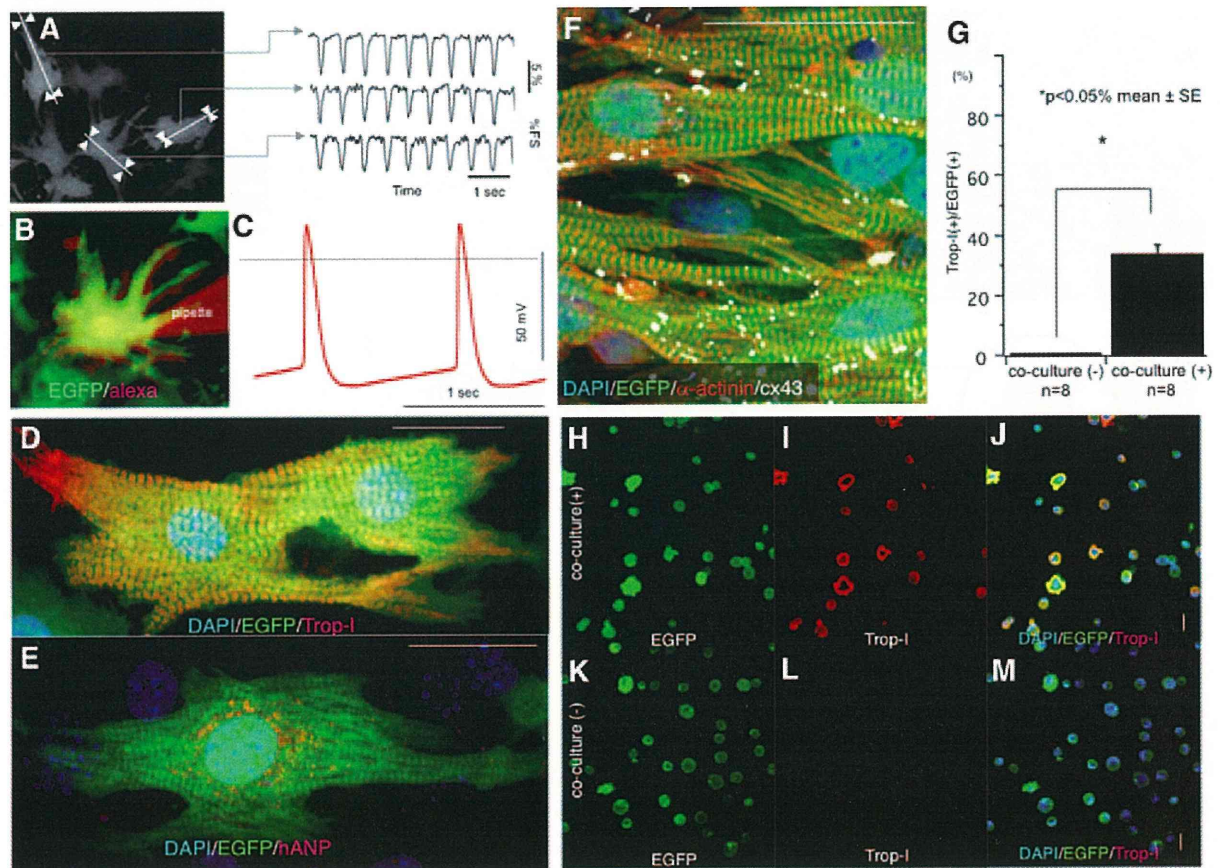 A
5 %
%FS
Time
1 sec
B
pipette
EGFP/alexa
C
50 mV
1 sec
D
DAPI/EGFP/Trop-I
E
DAPI/EGFP/hANP
F
DAPI/EGFP/α-actinin/cx43
G
(%)
*p<0.05% mean ± SE
*
80
60
40
20
0
Trop-I(+)/EGFP(+)
co-culture (-)
n=8
co-culture (+)
n=8
co-culture(+)
H
EGFP
I
Trop-I
J
DAPI/EGFP/Trop-I
co-culture (-)
K
EGFP
L
Trop-I
M
DAPI/EGFP/Trop-I